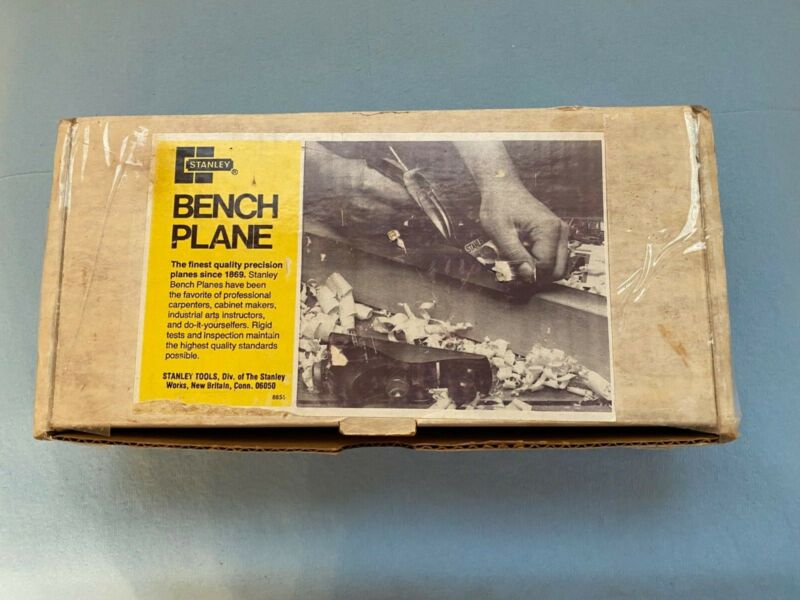 STANLEY ®
BENCH
PLANE
The finest quality precision
planes since 1869. Stanley
Bench Planes have been
the favorite of professional
carpenters, cabinet makers,
industrial arts instructors,
and do-it-yourselfers. Rigid
tests and inspection maintain
the highest quality standards
possible.
STANLEY TOOLS, Div. of The Stanley
Works, New Britain, Conn. 06050